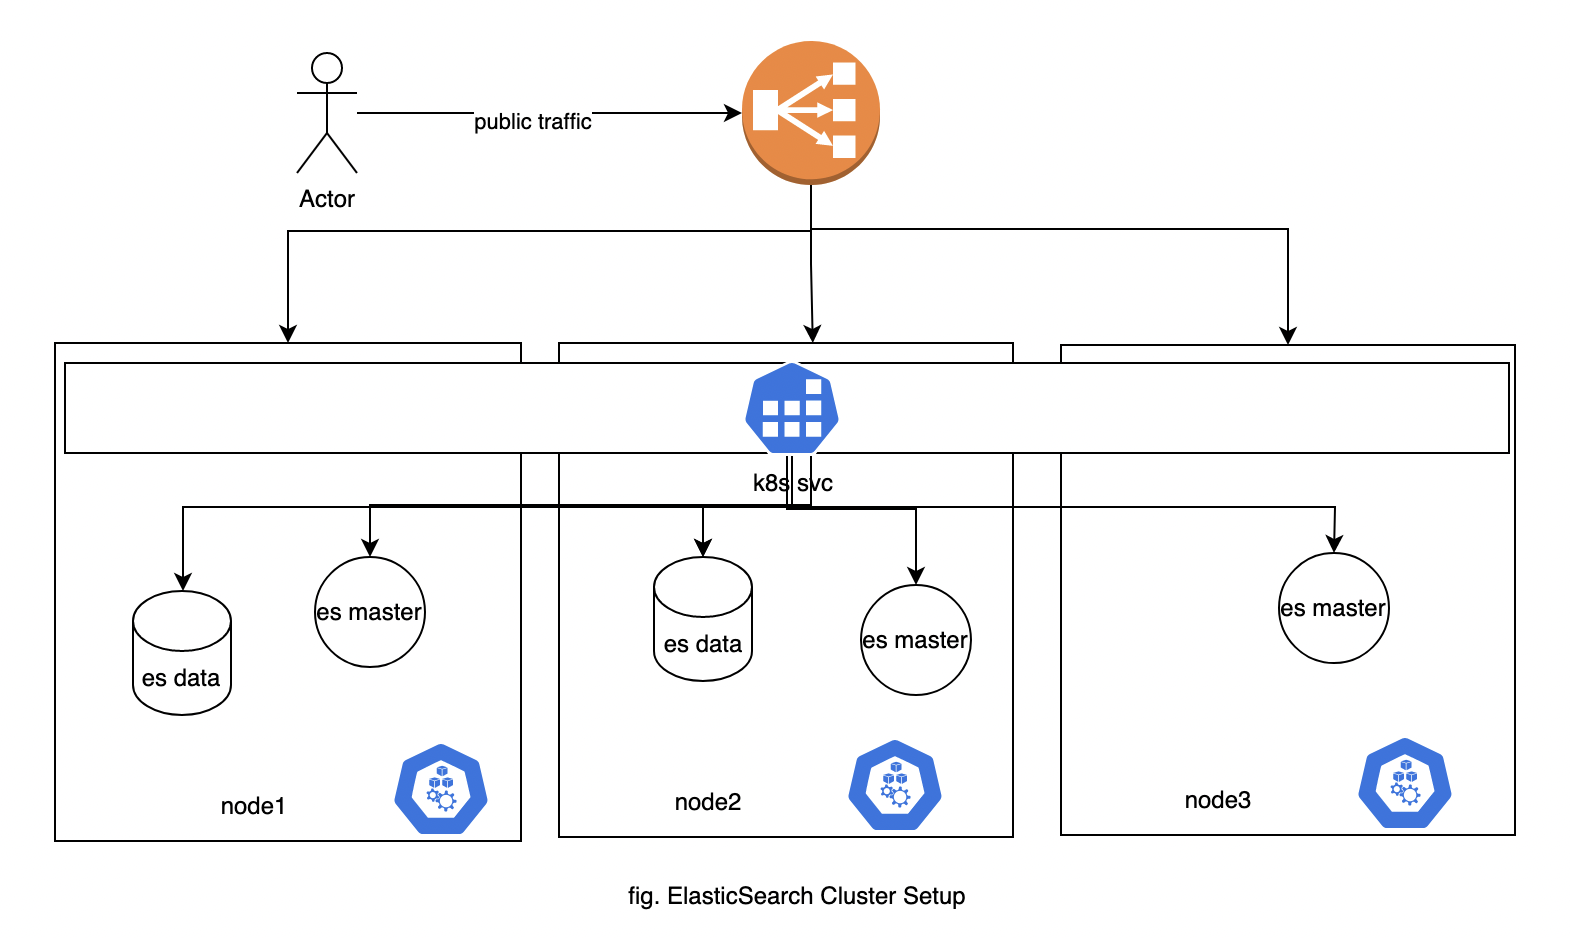 public traffic
Actor
k8s svc
es master
es data
es data
es master
es master
node1
node2
node3
fig. ElasticSearch Cluster Setup